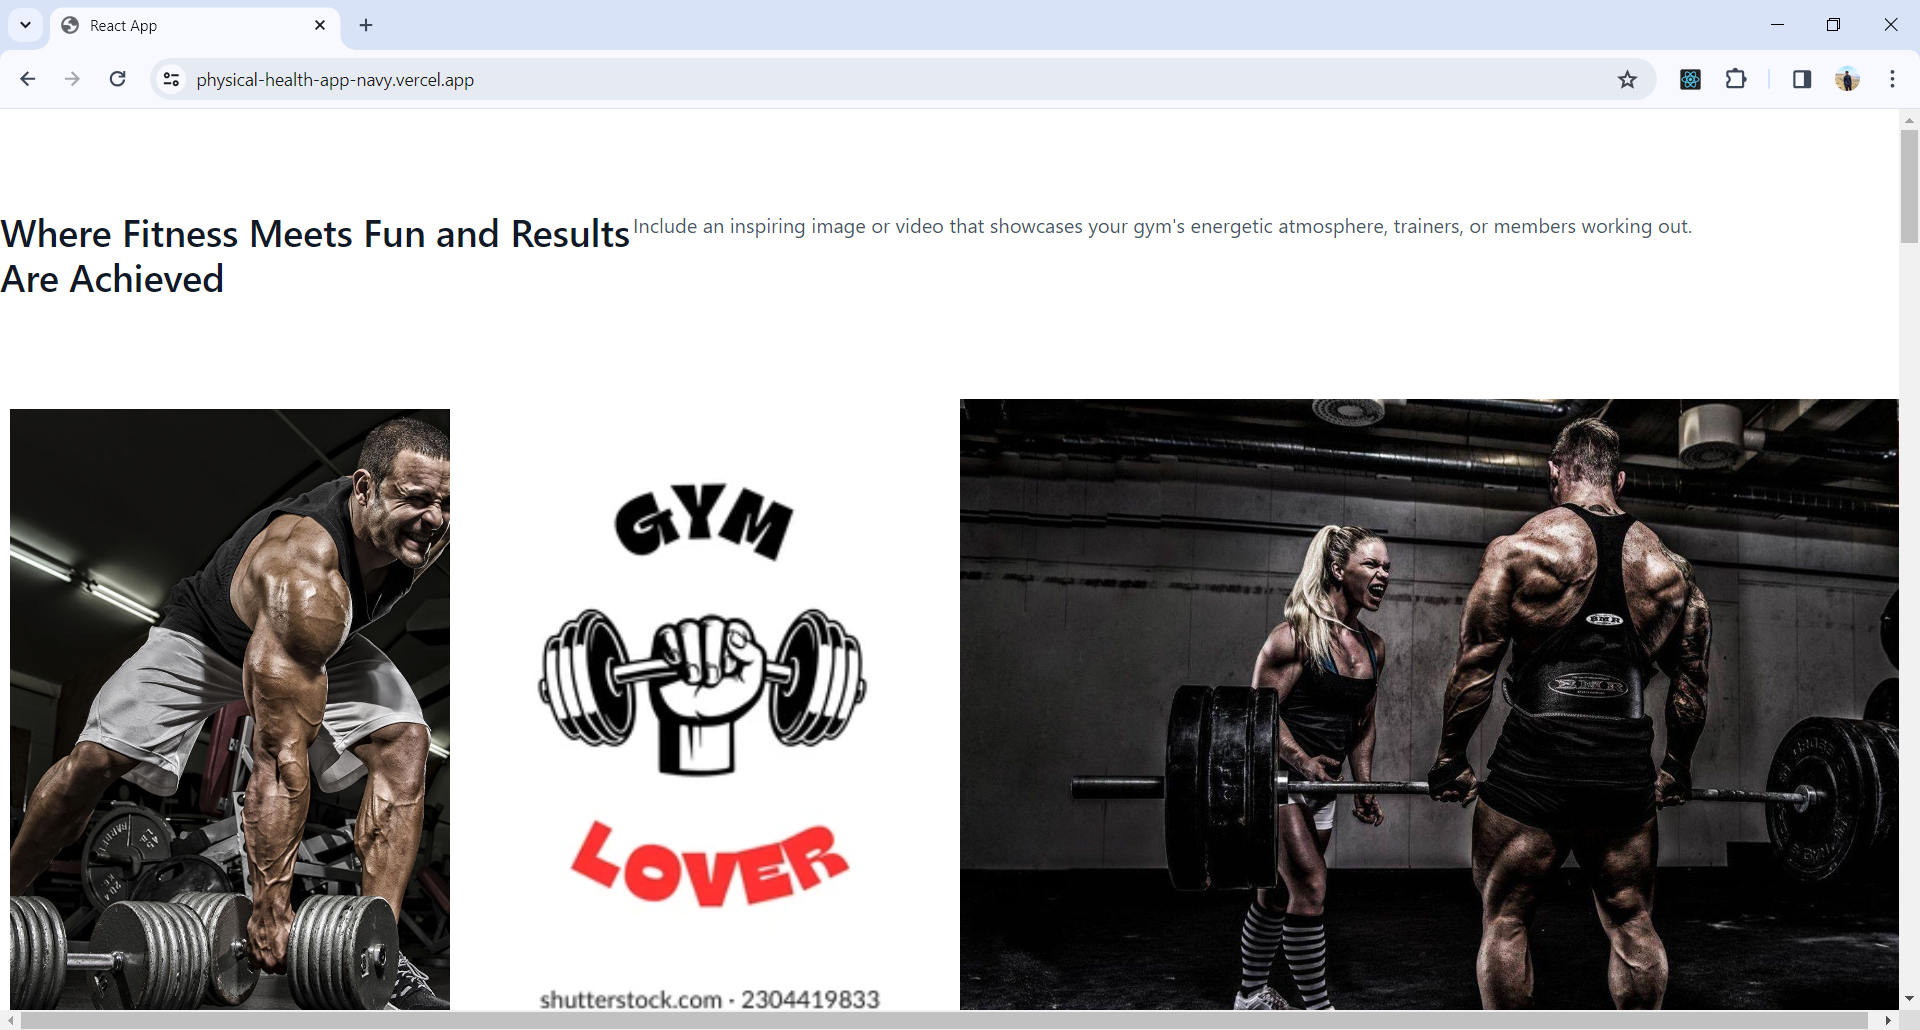 React App
physical-health-app-navy.vercel.app
Where Fitness Meets Fun and Results
Are Achieved
Include an inspiring image or video that showcases your gym's energetic atmosphere, trainers, or members working out.
GYM
LOVER
shutterstock.com · 2304419833